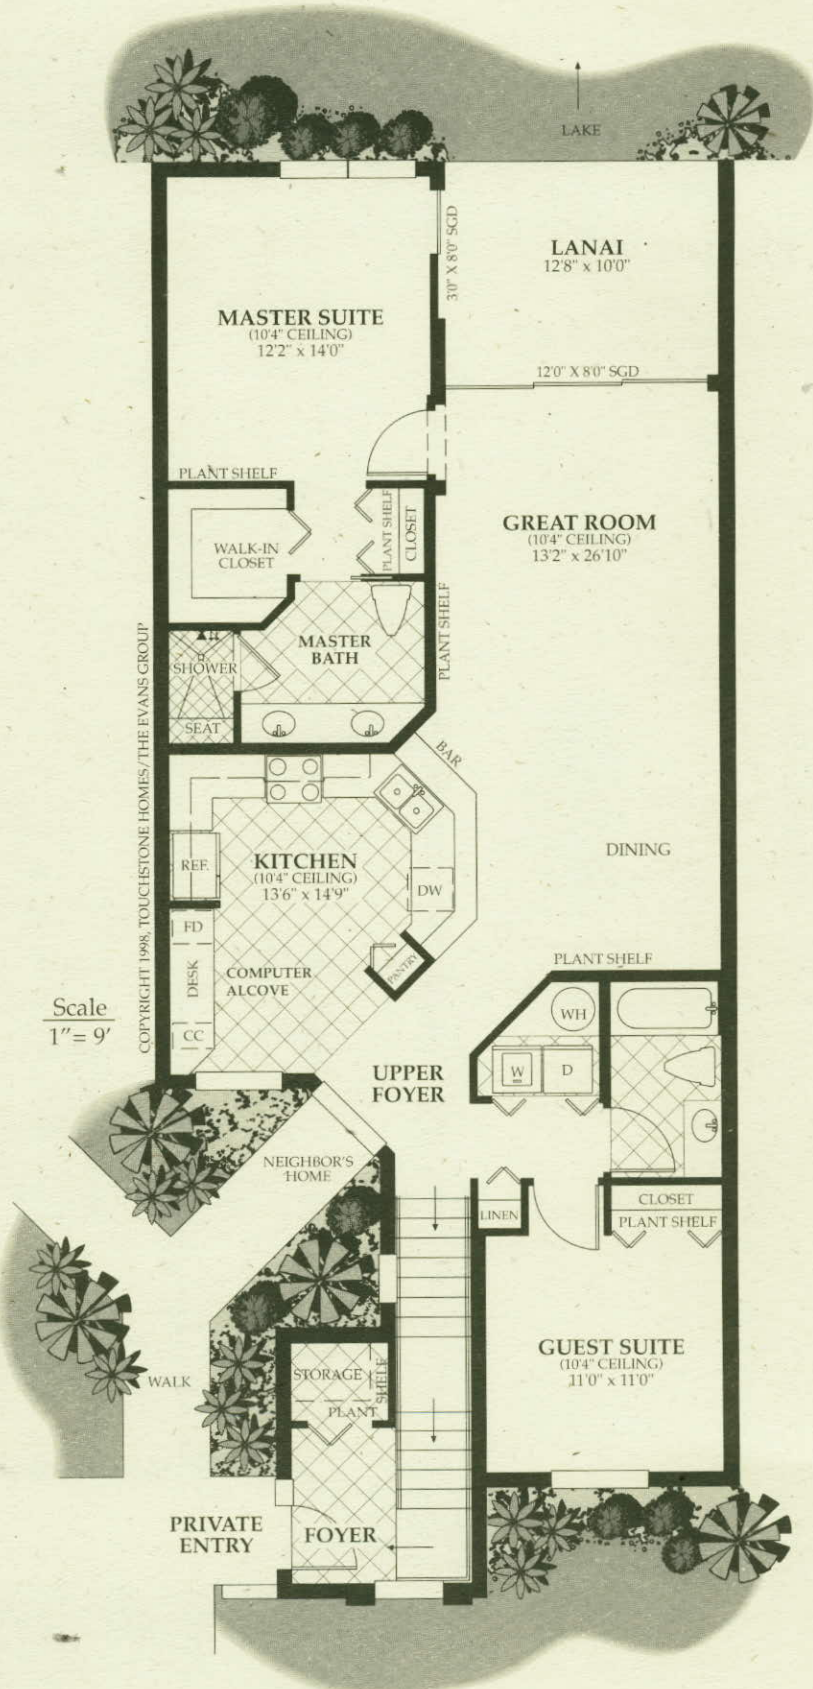 LAKE
LANAI
12'8" x 10'0"
3'0" X 8'0" SGD
MASTER SUITE
(10'4" CEILING)
12'2" x 14'0"
12'0" X 8'0" SGD
PLANT SHELF
PLANT SHELF
CLOSET
WALK-IN
CLOSET
GREAT ROOM
(10'4" CEILING)
13'2" x 26'10"
PLANT SHELF
MASTER
BATH
SHOWER
SEAT
COPYRIGHT 1998, TOUCHSTONE HOMES/THE EVANS GROUP
BAR
REF.
KITCHEN
(10'4" CEILING)
13'6" x 14'9"
DW
DINING
FD
DESK
CC
COMPUTER
ALCOVE
PANTRY
PLANT SHELF
Scale
1"= 9'
WH
W
D
UPPER
FOYER
NEIGHBOR'S
HOME
LINEN
CLOSET
PLANT SHELF
GUEST SUITE
(10'4" CEILING)
11'0" x 11'0"
WALK
STORAGE
SHELF
PLANT
PRIVATE
ENTRY
FOYER